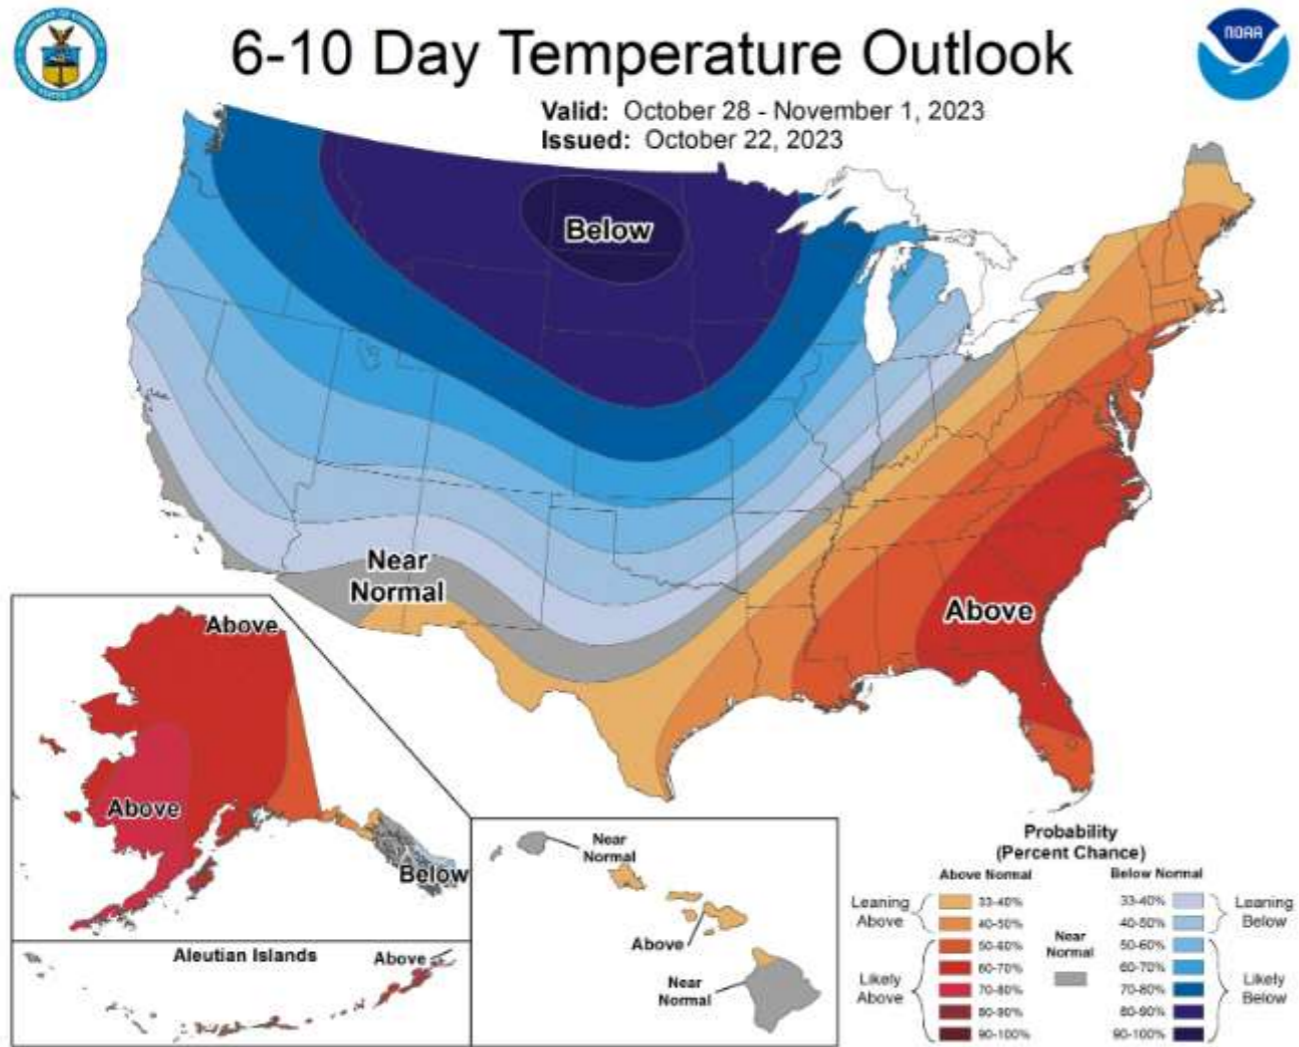 6-10 Day Temperature Outlook
NOAA
Valid: October 28 - November 1, 2023
Issued: October 22, 2023
Below
Near
Normal
Above
Above
Above
Below
Aleutian Islands
Above
Near
Normal
Above
Near
Normal
Probability
(Percent Chance)
Above Normal
Below Normal
Leaning
Above
33-40%
40-50%
Likely
Above
50-60%
60-70%
70-80%
80-90%
90-100%
Near
Normal
33-40%
40-50%
Leaning
Below
50-60%
60-70%
70-80%
80-90%
90-100%
Likely
Below